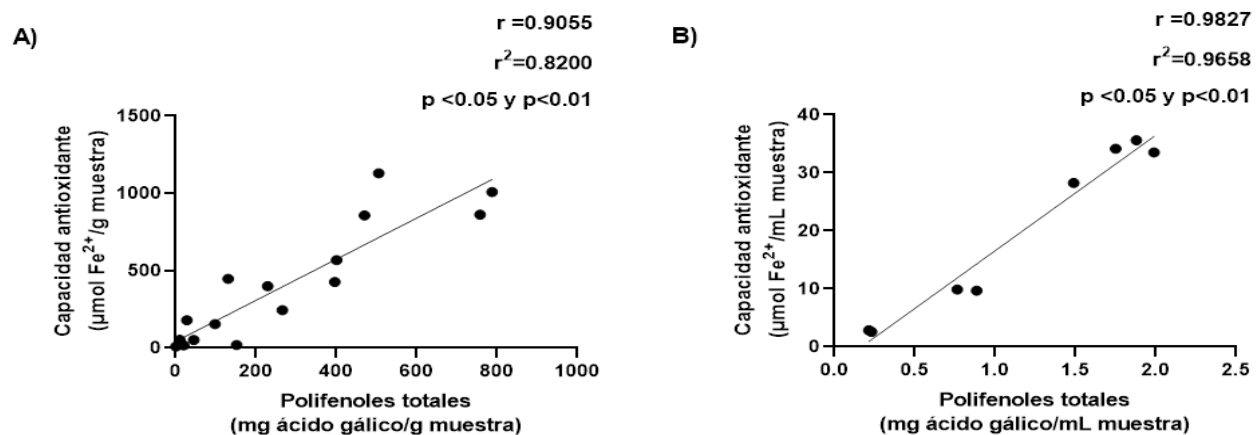 A)
r =0.9055
r²=0.8200
p <0.05 y p<0.01
1500
1000
500
0
Capacidad antioxidante
(µmol Fe²⁺/g muestra)
0 200 400 600 800 1000
Polifenoles totales
(mg ácido gálico/g muestra)
B)
r =0.9827
r²=0.9658
p <0.05 y p<0.01
40
30
20
10
0
Capacidad antioxidante
(µmol Fe²⁺/mL muestra)
0.0 0.5 1.0 1.5 2.0 2.5
Polifenoles totales
(mg ácido gálico/mL muestra)